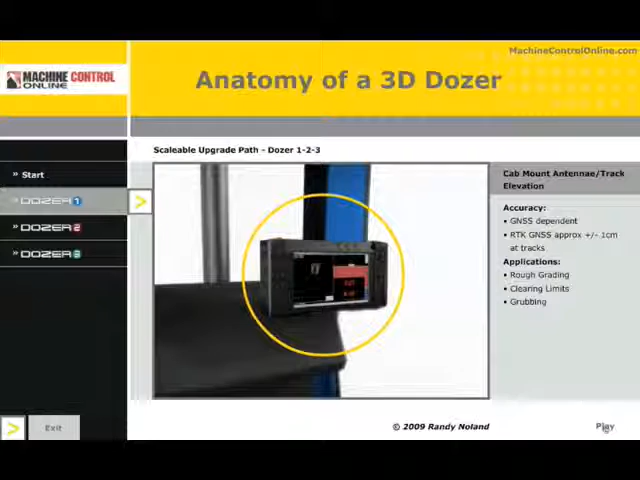 MachineControlOnline.com
MACHINE CONTROL
ONLINE
Anatomy of a 3D Dozer
Scaleable Upgrade Path - Dozer 1-2-3
» Start
» DOZER 1
» DOZER 2
» DOZER 3
>
Cab Mount Antennae/Track
Elevation
Accuracy:
• GNSS dependent
• RTK GNSS approx +/- 1cm
at tracks
Applications:
• Rough Grading
• Clearing Limits
• Grubbing
> Exit
© 2009 Randy Noland
Play